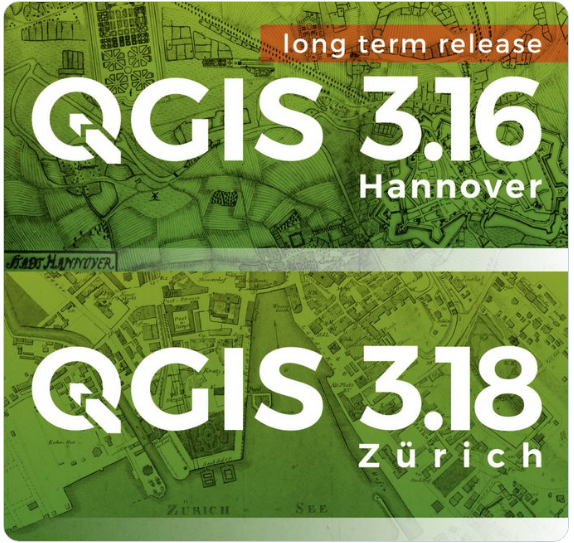 long term release
QGIS 3.16
Hannover
STADT HANNOVER
QGIS 3.18
Zürich
ZÜRICH SEE